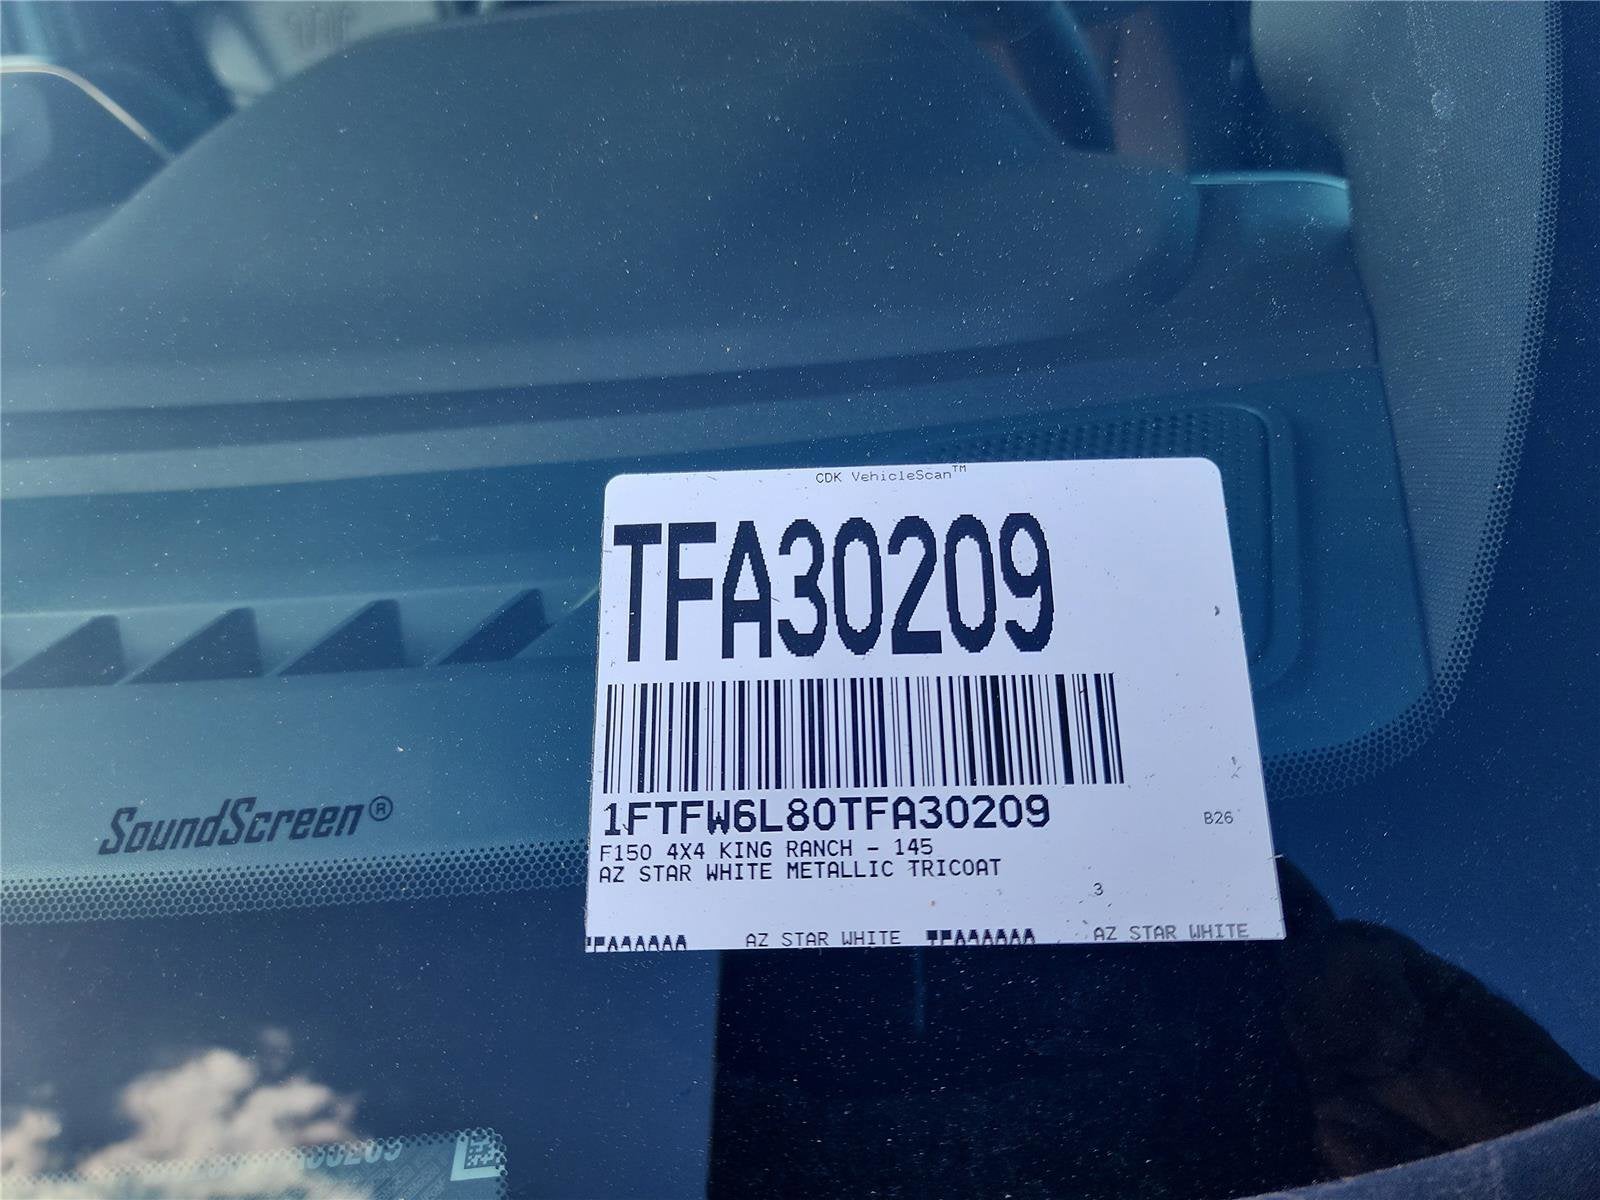 CDK VehicleScan™
TFA30209
1FTFW6L80TFA30209
B26
F150 4X4 KING RANCH - 145
AZ STAR WHITE METALLIC TRICOAT
3
AZ STAR WHITE
AZ STAR WHITE
SoundScreen®